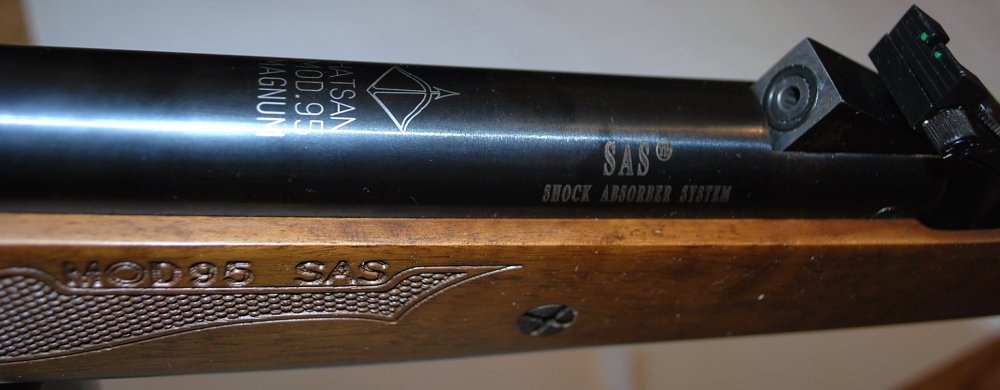 HATSAN
MOD.95
MAGNUM
SAS®
SHOCK ABSORBER SYSTEM
MOD95 SAS